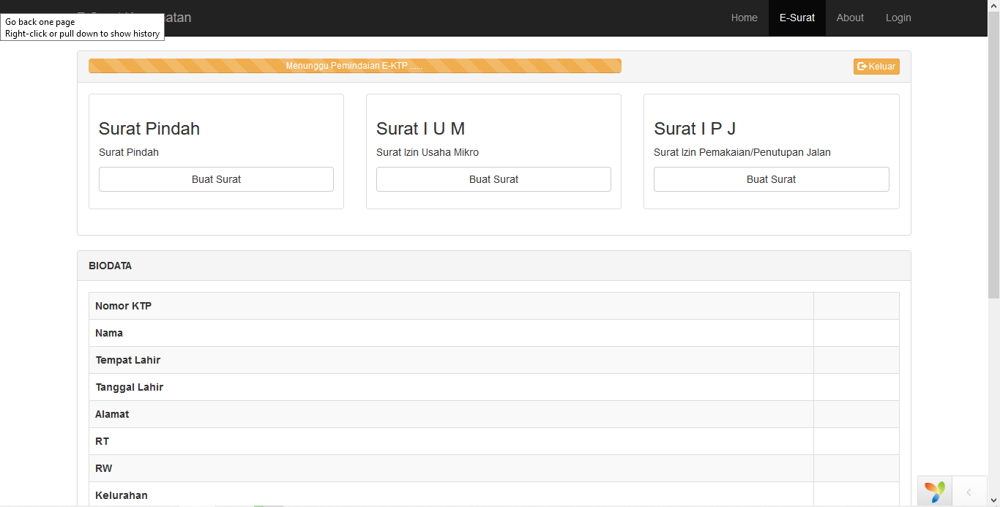 Go back one page
Right-click or pull down to show history
Home
E-Surat
About
Login
Menunggu Pemindaian E-KTP ......
Keluar
Surat Pindah
Surat Pindah
Buat Surat
Surat I U M
Surat Izin Usaha Mikro
Buat Surat
Surat I P J
Surat Izin Pemakaian/Penutupan Jalan
Buat Surat
BIODATA
Nomor KTP
Nama
Tempat Lahir
Tanggal Lahir
Alamat
RT
RW
Kelurahan